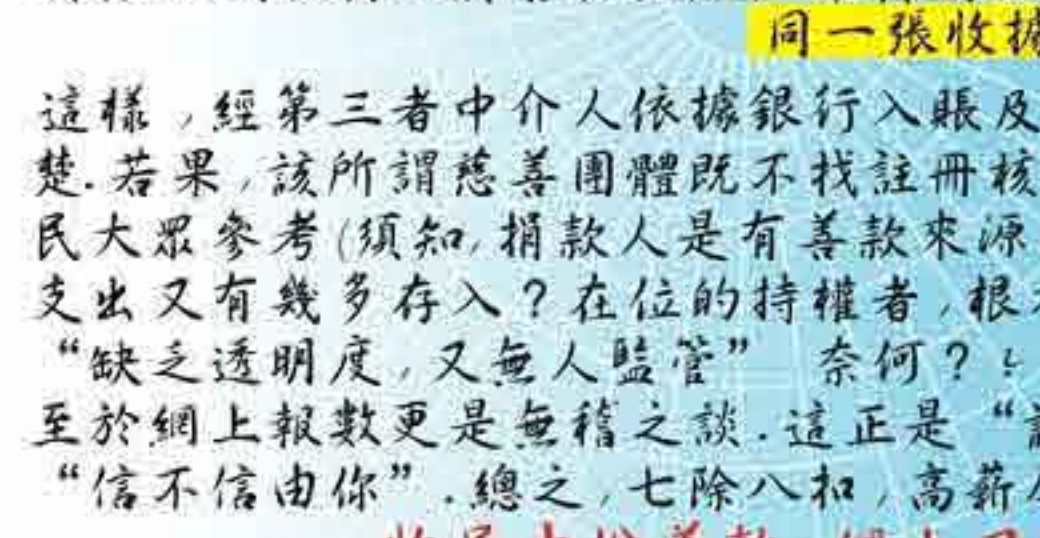 同一張收據
這樣，經第三者中介人依據銀行入賬及
楚.若果，該所謂慈善團體既不找註冊核
民大眾參考(須知，捐款人是有善款來源
支出又有幾多存入？在位的持權者，根
“缺乏透明度，又無人監管” 奈何？
至於網上報數更是無稽之談.這正是“
“信不信由你”.總之，七除八扣，高薪